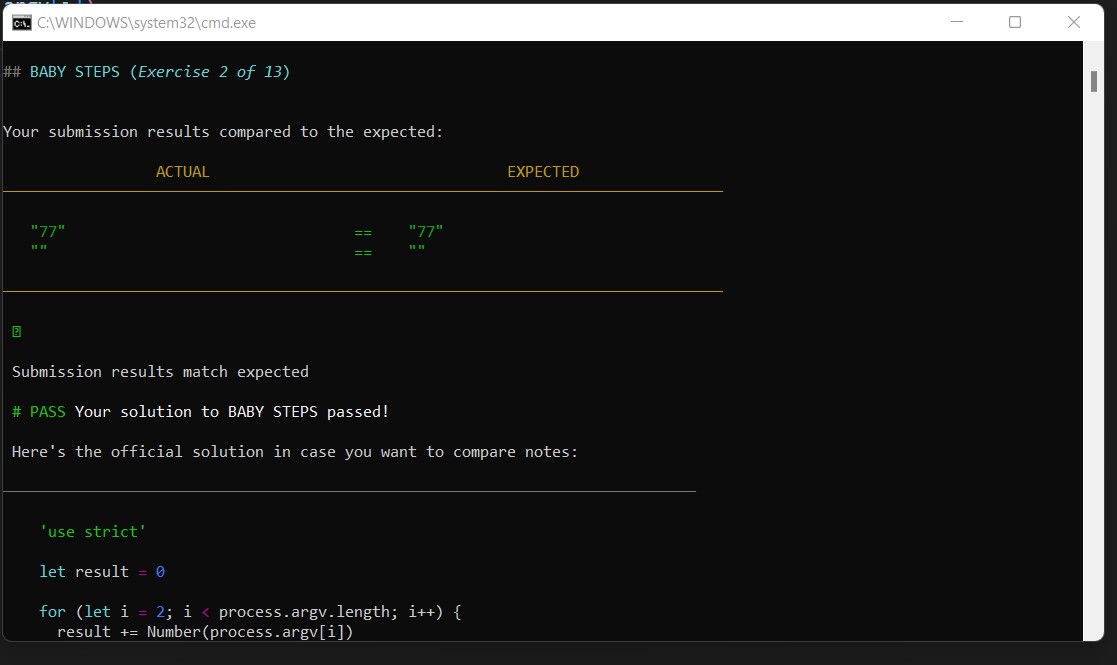 C:\WINDOWS\system32\cmd.exe
## BABY STEPS (Exercise 2 of 13)
Your submission results compared to the expected:
ACTUAL EXPECTED
"77" == "77"
"" == ""
Submission results match expected
# PASS Your solution to BABY STEPS passed!
Here's the official solution in case you want to compare notes:
'use strict'
let result = 0
for (let i = 2; i < process.argv.length; i++) {
result += Number(process.argv[i])